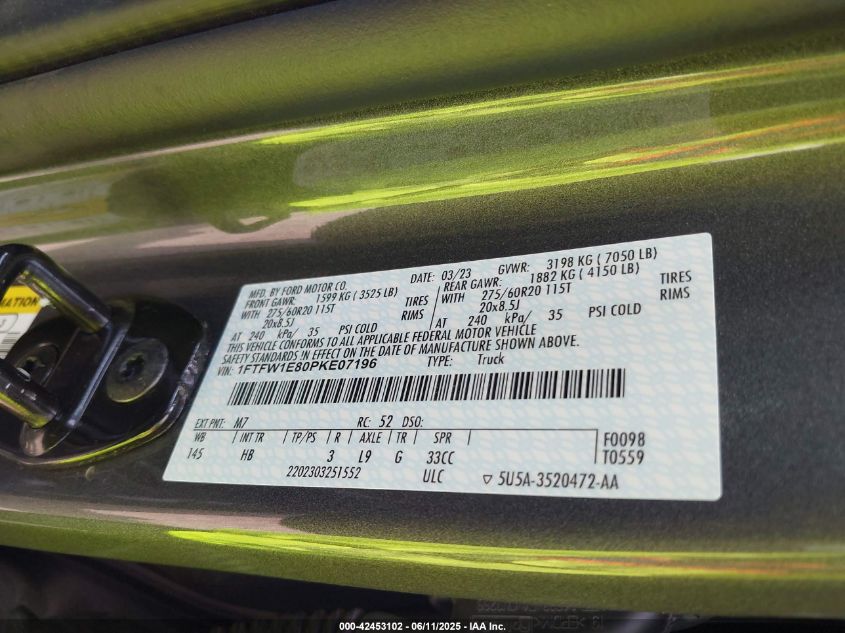 MFD. BY FORD MOTOR CO. DATE: 03/23 GVWR: 3198 KG ( 7050 LB)
FRONT GAWR: 1599 KG ( 3525 LB) REAR GAWR: 1882 KG ( 4150 LB)
WITH 275/60R20 115T TIRES WITH 275/60R20 115T TIRES
20x8.5J RIMS 20x8.5J RIMS
AT 240 kPa/ 35 PSI COLD AT 240 kPa/ 35 PSI COLD
THIS VEHICLE CONFORMS TO ALL APPLICABLE FEDERAL MOTOR VEHICLE
SAFETY STANDARDS IN EFFECT ON THE DATE OF MANUFACTURE SHOWN ABOVE.
VIN: 1FTFW1E80PKE07196 TYPE: Truck
EXT PNT: M7 RC: 52 DSO:
WB INT TR TP/PS R AXLE TR SPR F0098
145 HB 3 L9 G 33CC T0559
2202303251552 ULC 5U5A-3520472-AA
MATION
000-42453102 - 06/11/2025 - IAA Inc.